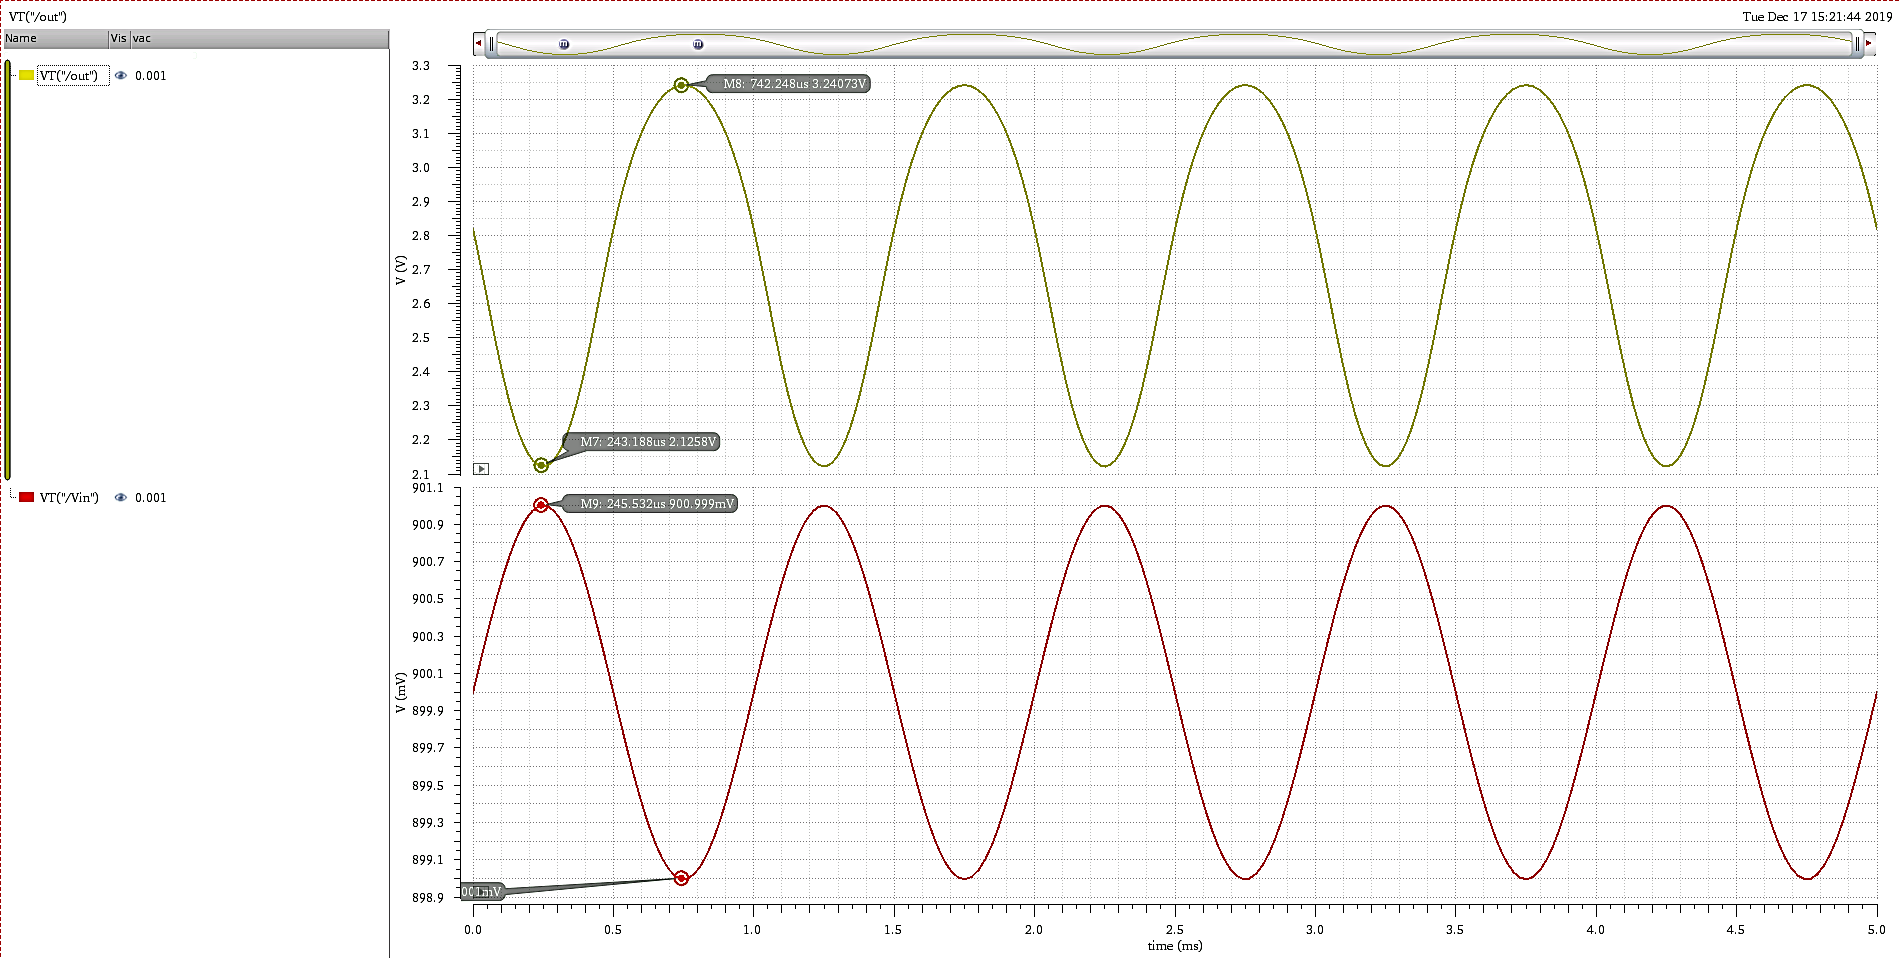 VT("/out")
Tue Dec 17 15:21:44 2019
Name Vis vac
VT("/out") 0.001
VT("/Vin") 0.001
m m
3.3
3.2
3.1
3.0
2.9
2.8
2.7
2.6
2.5
2.4
2.3
2.2
2.1
V (V)
M8: 742.248us 3.24073V
M7: 243.188us 2.1258V
901.1
900.9
900.7
900.5
900.3
900.1
899.9
899.7
899.5
899.3
899.1
898.9
V (mV)
M9: 245.532us 900.999mV
001mV
0.0 0.5 1.0 1.5 2.0 2.5 3.0 3.5 4.0 4.5 5.0
time (ms)